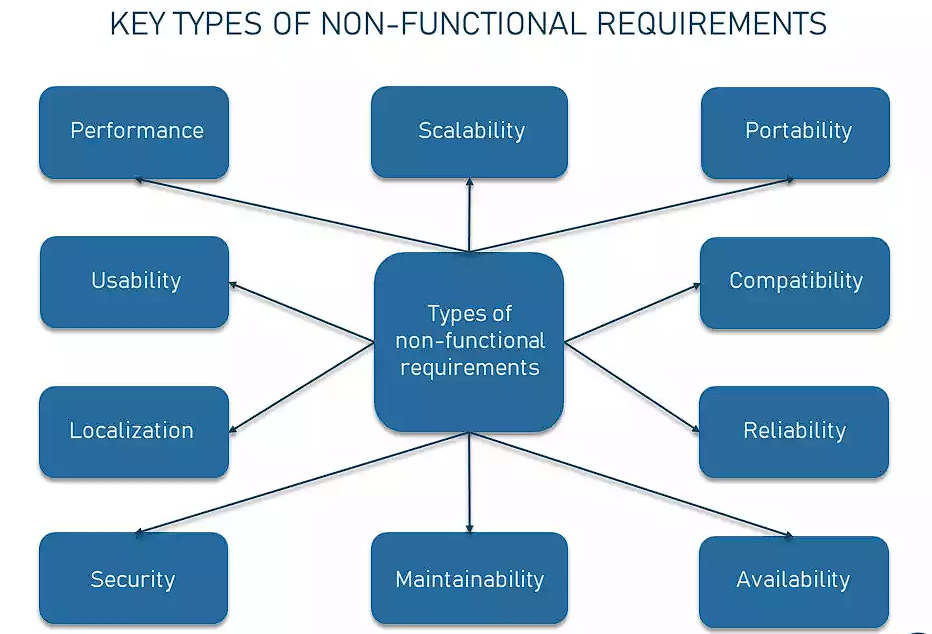 KEY TYPES OF NON-FUNCTIONAL REQUIREMENTS
Performance
Scalability
Portability
Usability
Compatibility
Types of
non-functional
requirements
Localization
Reliability
Security
Maintainability
Availability